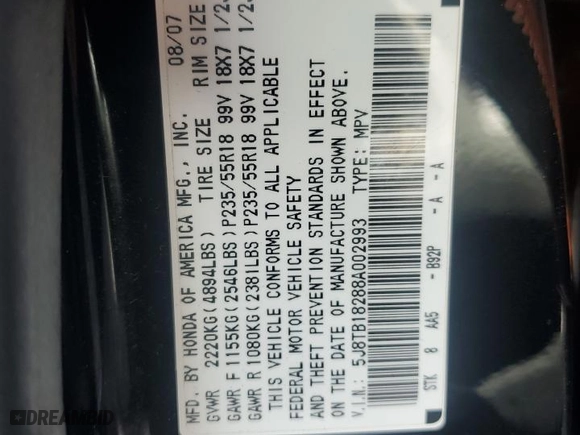 MFD. BY HONDA OF AMERICA MFG., INC. 08/07
GVWR 2220KG(4894LBS) TIRE SIZE RIM SIZE
GAWR F 1155KG(2546LBS)P235/55R18 99V 18X7 1/2J
GAWR R 1080KG(2381LBS)P235/55R18 99V 18X7 1/2J
THIS VEHICLE CONFORMS TO ALL APPLICABLE
FEDERAL MOTOR VEHICLE SAFETY
AND THEFT PREVENTION STANDARDS IN EFFECT
ON THE DATE OF MANUFACTURE SHOWN ABOVE.
V.I.N.: 5J8TB18288A002993 TYPE: MPV
STK 8 AA5 - B92P - A - A
DREAMBID